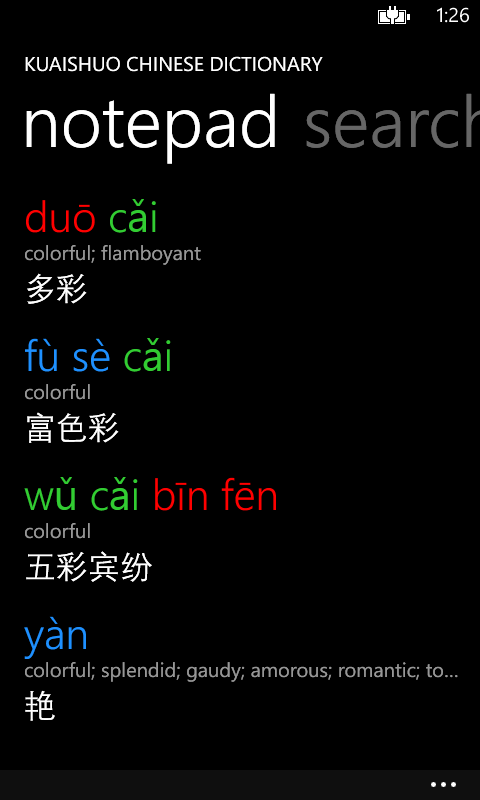 1:26
KUAISHUO CHINESE DICTIONARY
notepad search
duō cǎi
colorful; flamboyant
多彩
fù sè cǎi
colorful
富色彩
wǔ cǎi bīn fēn
colorful
五彩宾纷
yàn
colorful; splendid; gaudy; amorous; romantic; to...
艳